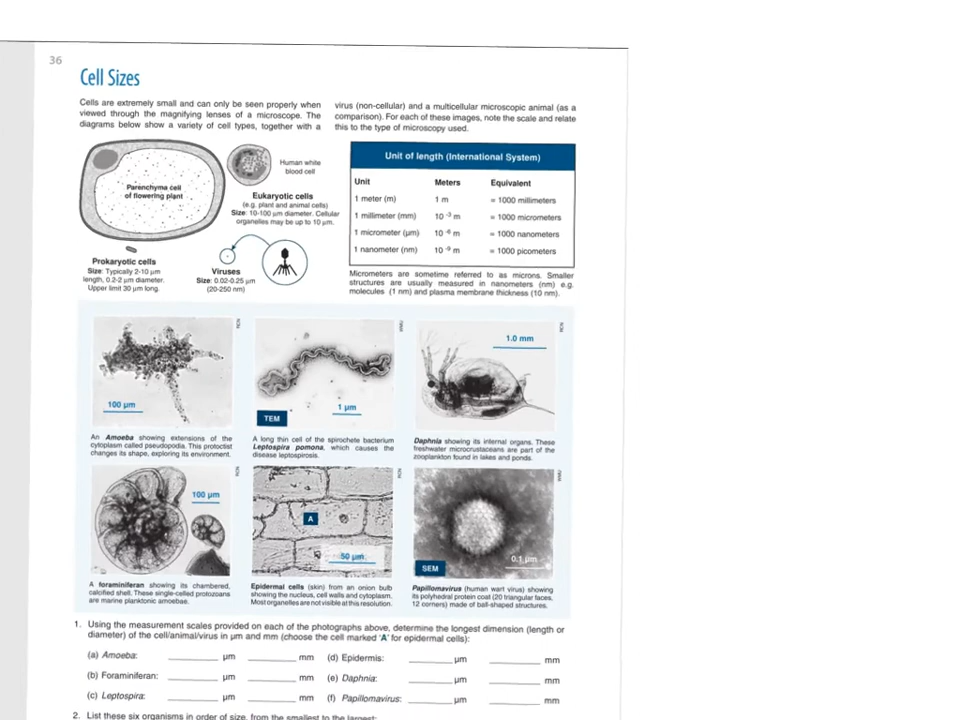 36
Cell Sizes
Cells are extremely small and can only be seen properly when
viewed through the magnifying lenses of a microscope. The
diagrams below show a variety of cell types, together with a
virus (non-cellular) and a multicellular microscopic animal (as a
comparison). For each of these images, note the scale and relate
this to the type of microscopy used.
Parenchyma cell
of flowering plant
Human white
blood cell
Eukaryotic cells
(e.g. plant and animal cells)
Size: 10-100 µm diameter. Cellular
organelles may be up to 10 µm.
Prokaryotic cells
Size: Typically 2-10 µm
length, 0.2-2 µm diameter.
Upper limit 30 µm long.
Viruses
Size: 0.02-0.25 µm
(20-250 nm)
Unit of length (International System)
Unit Meters Equivalent
1 meter (m) 1 m = 1000 millimeters
1 millimeter (mm) 10⁻³ m = 1000 micrometers
1 micrometer (µm) 10⁻⁶ m = 1000 nanometers
1 nanometer (nm) 10⁻⁹ m = 1000 picometers
Micrometers are sometime referred to as microns. Smaller
structures are usually measured in nanometers (nm) e.g.
molecules (1 nm) and plasma membrane thickness (10 nm).
100 µm
An Amoeba showing extensions of the
cytoplasm called pseudopodia. This protoctist
changes its shape, exploring its environment.
TEM
1 µm
A long thin cell of the spirochete bacterium
Leptospira pomona, which causes the
disease leptospirosis.
1.0 mm
Daphnia showing its internal organs. These
freshwater microcrustaceans are part of the
zooplankton found in lakes and ponds.
100 µm
A foraminiferan showing its chambered,
calcified shell. These single-celled protozoans
are marine planktonic amoebae.
A
50 µm
Epidermal cells (skin) from an onion bulb
showing the nucleus, cell walls and cytoplasm.
Most organelles are not visible at this resolution.
SEM
0.1 µm
Papillomavirus (human wart virus) showing
its polyhedral protein coat (20 triangular faces,
12 corners) made of ball-shaped structures.
1. Using the measurement scales provided on each of the photographs above, determine the longest dimension (length or
diameter) of the cell/animal/virus in µm and mm (choose the cell marked 'A' for epidermal cells):
(a) Amoeba: ________ µm ________ mm (d) Epidermis: ________ µm ________ mm
(b) Foraminiferan: ________ µm ________ mm (e) Daphnia: ________ µm ________ mm
(c) Leptospira: ________ µm ________ mm (f) Papillomavirus: ________ µm ________ mm
2. List these six organisms in order of size, from the smallest to the largest: